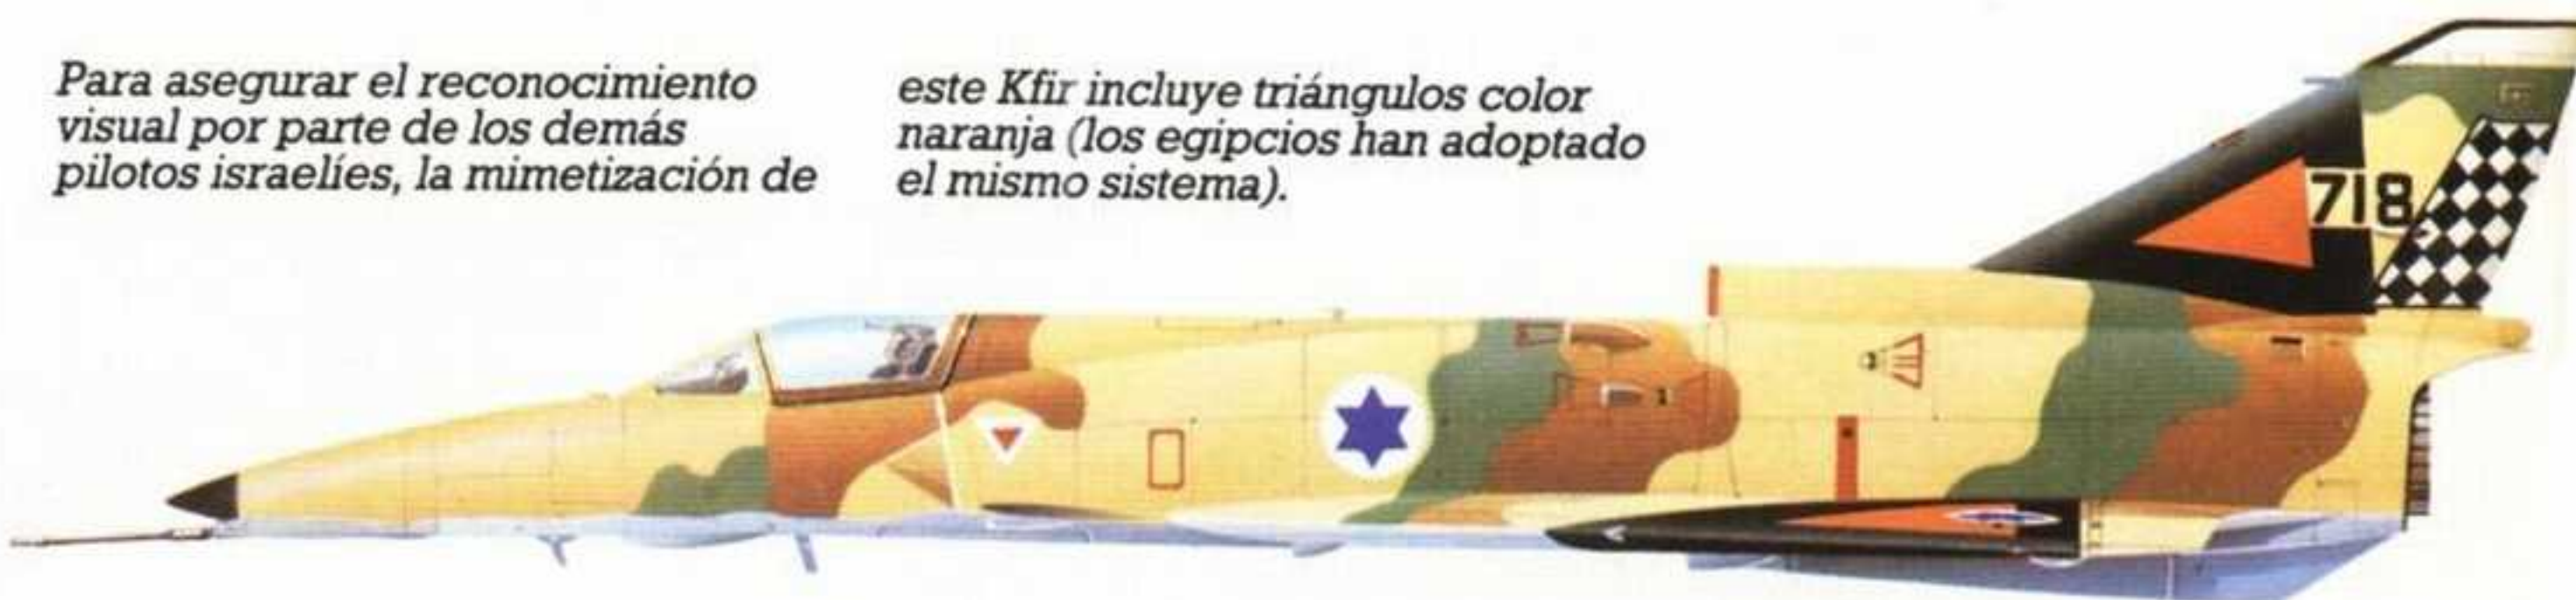 Para asegurar el reconocimiento
visual por parte de los demás
pilotos israelíes, la mimetización de
este Kfir incluye triángulos color
naranja (los egipcios han adoptado
el mismo sistema).
718